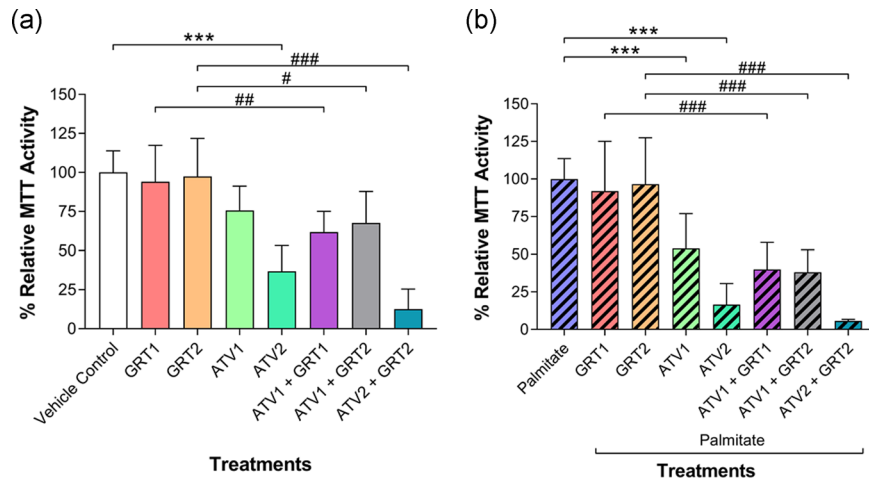 (a)
***
###
#
##
150
125
100
75
50
25
0
% Relative MTT Activity
Vehicle Control
GRT1
GRT2
ATV1
ATV2
ATV1 + GRT1
ATV1 + GRT2
ATV2 + GRT2
Treatments
(b)
***
***
###
###
###
150
125
100
75
50
25
0
% Relative MTT Activity
Palmitate
GRT1
GRT2
ATV1
ATV2
ATV1 + GRT1
ATV1 + GRT2
ATV2 + GRT2
Palmitate
Treatments